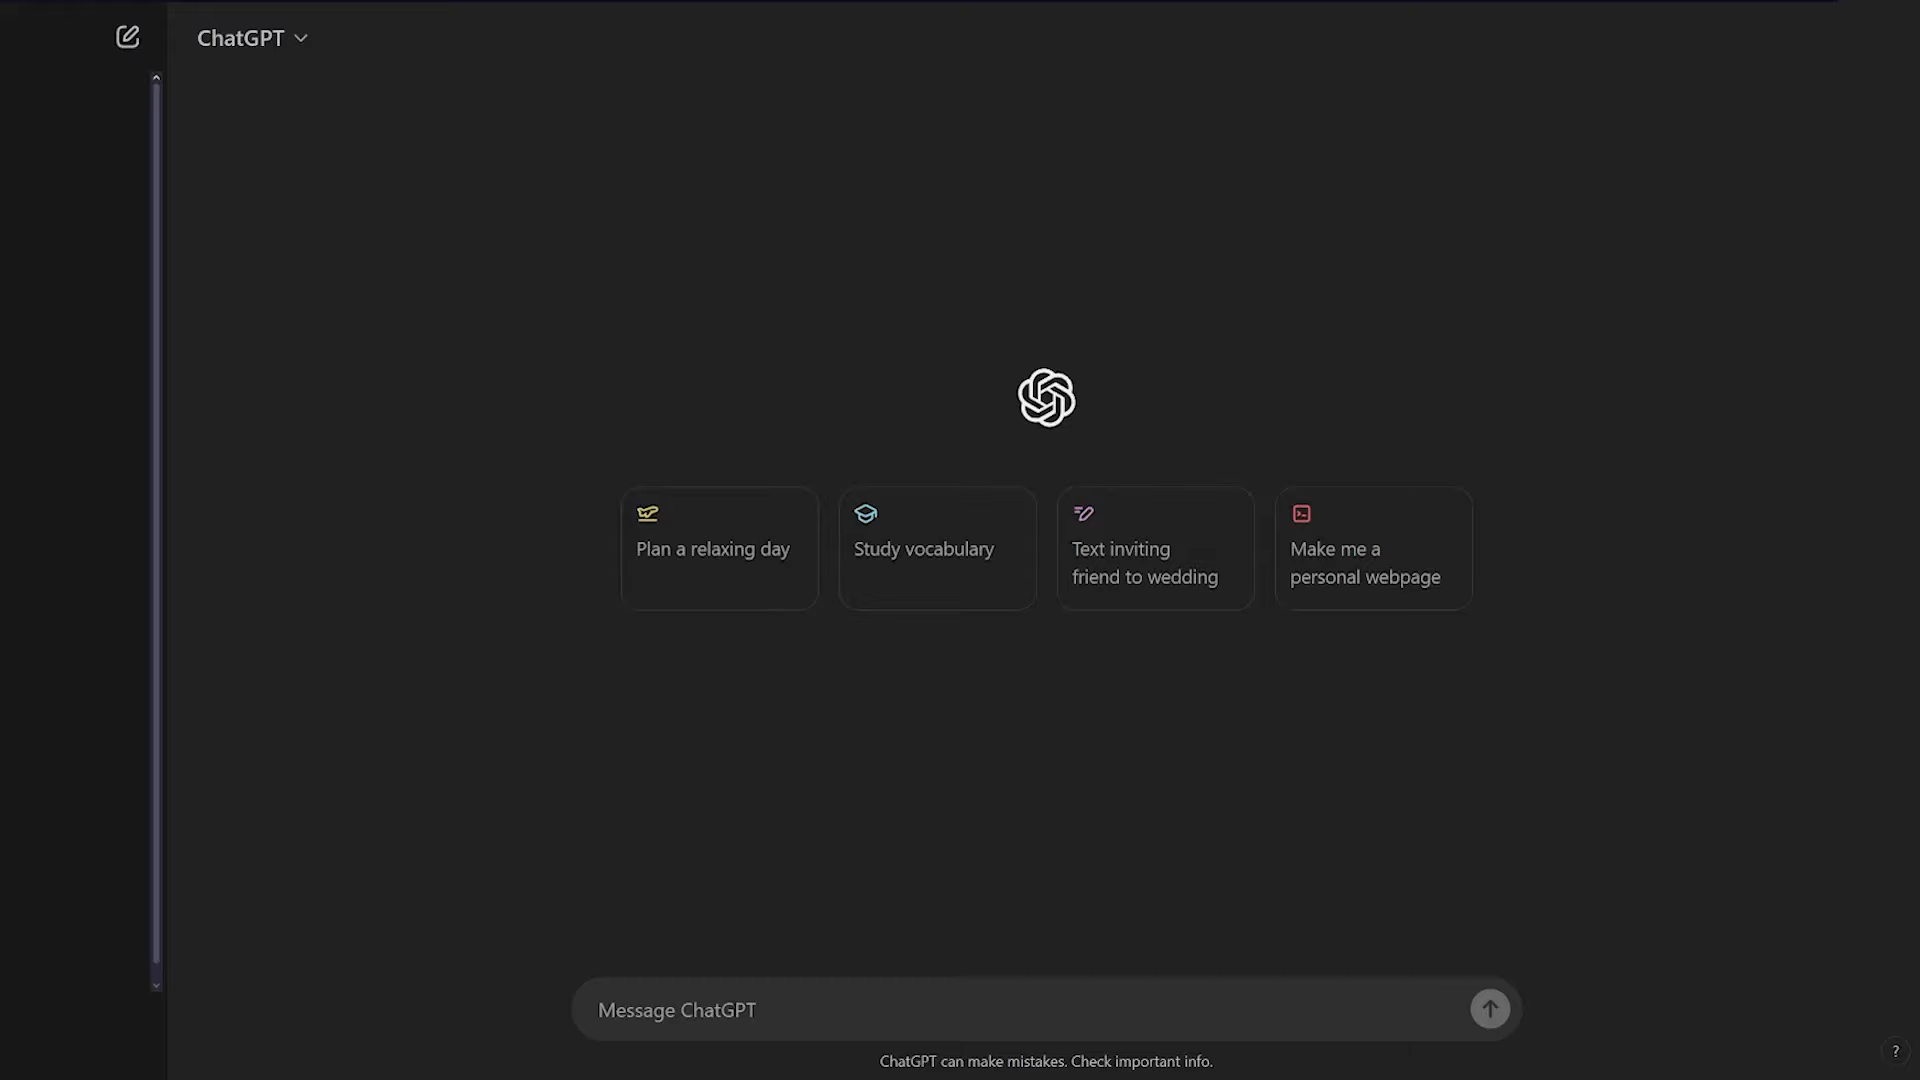 ChatGPT
Plan a relaxing day
Study vocabulary
Text inviting
friend to wedding
Make me a
personal webpage
Message ChatGPT
ChatGPT can make mistakes. Check important info.
?